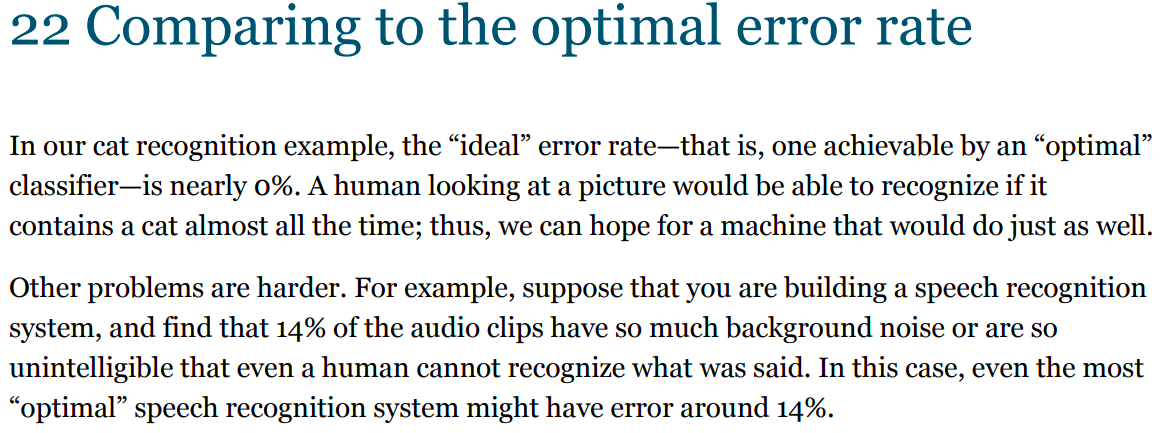 22 Comparing to the optimal error rate
In our cat recognition example, the “ideal” error rate—that is, one achievable by an “optimal”
classifier—is nearly 0%. A human looking at a picture would be able to recognize if it
contains a cat almost all the time; thus, we can hope for a machine that would do just as well.
Other problems are harder. For example, suppose that you are building a speech recognition
system, and find that 14% of the audio clips have so much background noise or are so
unintelligible that even a human cannot recognize what was said. In this case, even the most
“optimal” speech recognition system might have error around 14%.